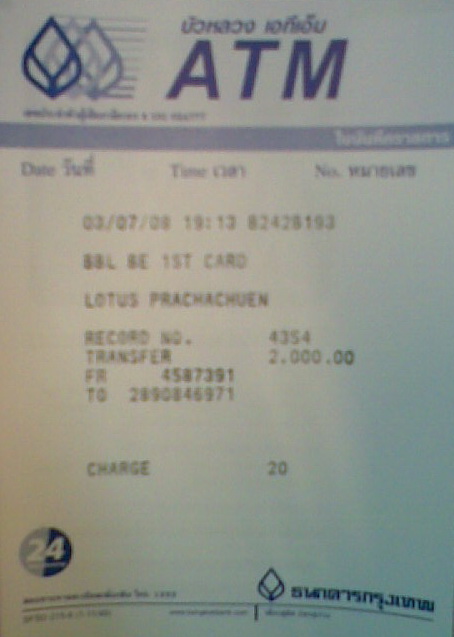 บัวหลวง เอทีเอ็ม
ATM
ใบบันทึกรายการ
Date วันที่ Time เวลา No. หมายเลข
03/07/08 19:13 B2428193
BBL BE 1ST CARD
LOTUS PRACHACHUEN
RECORD NO. 4354
TRANSFER 2,000.00
FR 4587391
TO 2890846971
CHARGE 20
24
ธนาคารกรุงเทพ